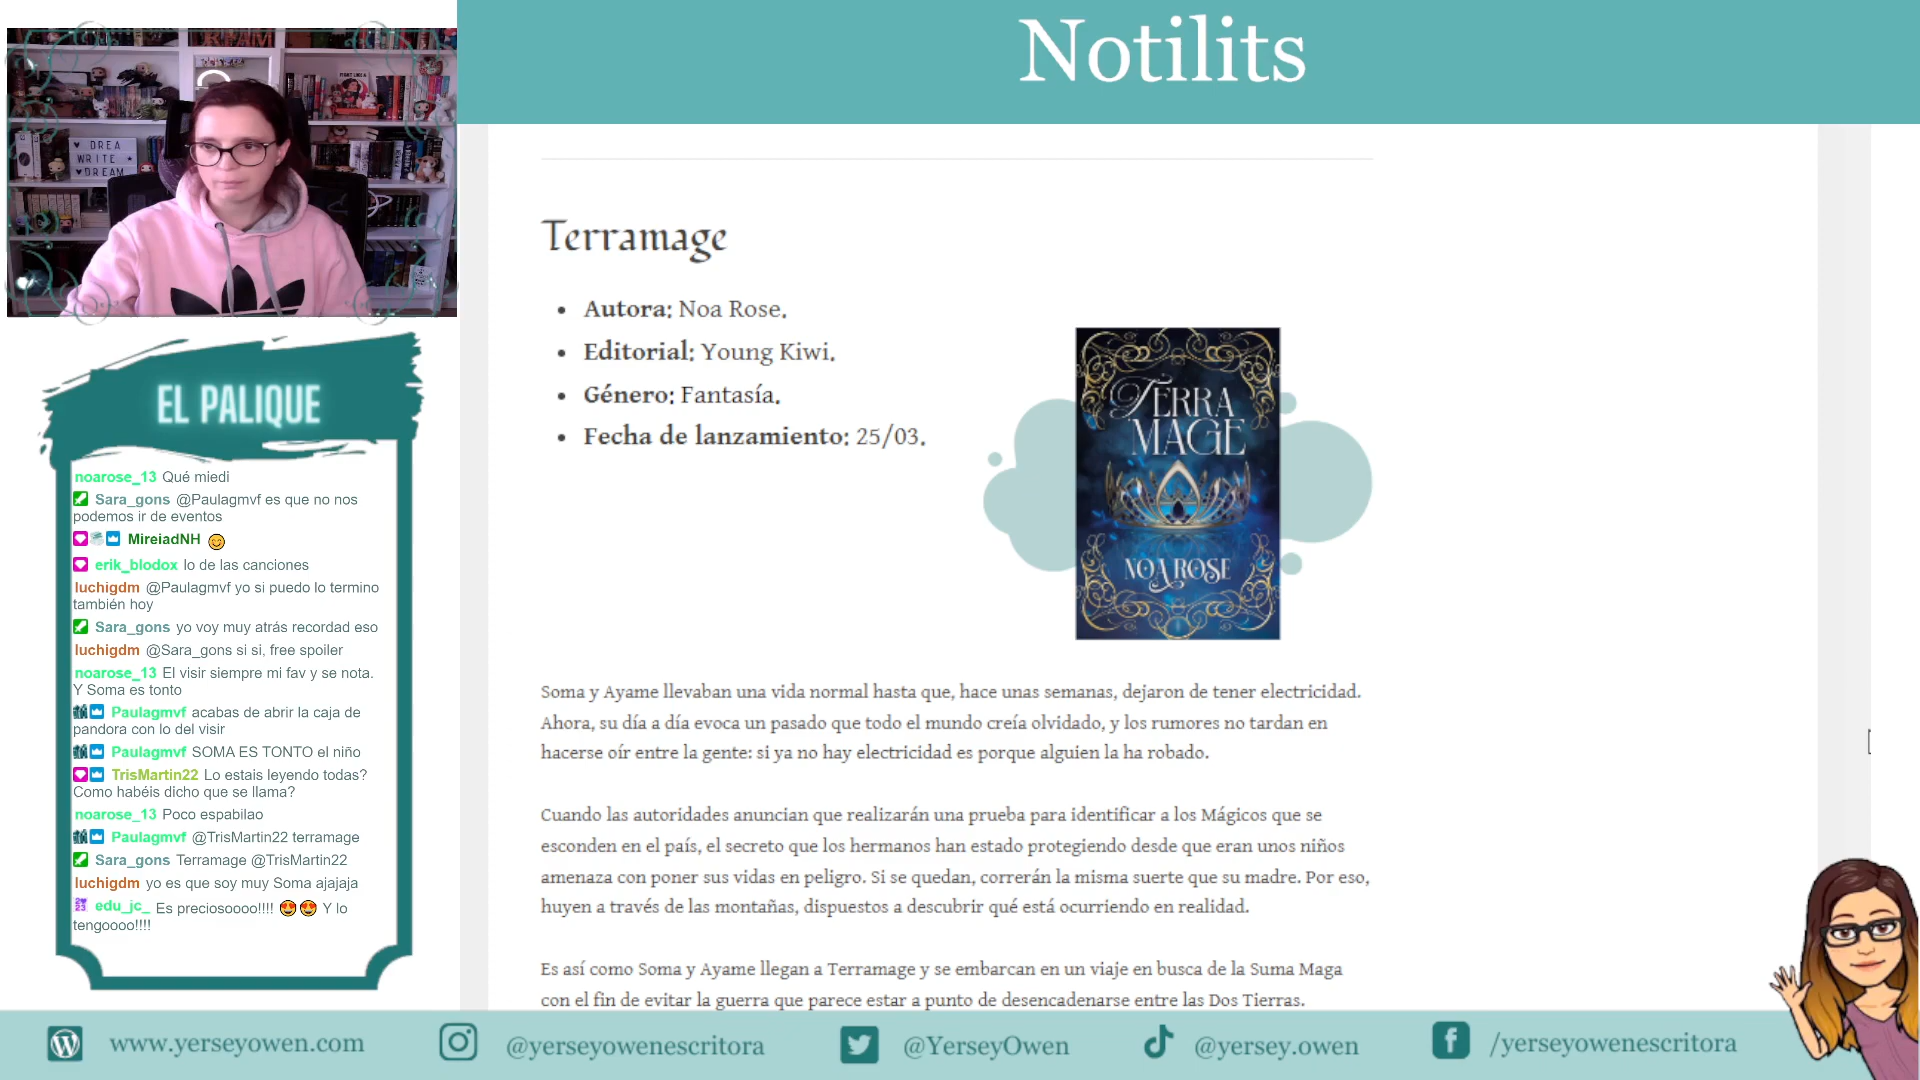 Notilits
DREA
WRITE
DREAM
Terramage
Autora: Noa Rose.
Editorial: Young Kiwi.
Género: Fantasía.
Fecha de lanzamiento: 25/03.
TERRA
MAGE
NOA ROSE
Soma y Ayame llevaban una vida normal hasta que, hace unas semanas, dejaron de tener electricidad.
Ahora, su día a día evoca un pasado que todo el mundo creía olvidado, y los rumores no tardan en
hacerse oír entre la gente: si ya no hay electricidad es porque alguien la ha robado.
Cuando las autoridades anuncian que realizarán una prueba para identificar a los Mágicos que se
esconden en el país, el secreto que los hermanos han estado protegiendo desde que eran unos niños
amenaza con poner sus vidas en peligro. Si se quedan, correrán la misma suerte que su madre. Por eso,
huyen a través de las montañas, dispuestos a descubrir qué está ocurriendo en realidad.
Es así como Soma y Ayame llegan a Terramage y se embarcan en un viaje en busca de la Suma Maga
con el fin de evitar la guerra que parece estar a punto de desencadenarse entre las Dos Tierras.
EL PALIQUE
noarose_13 Qué miedi
Sara_gons @Paulagmvf es que no nos
podemos ir de eventos
MireiadNH
erik_blodox lo de las canciones
luchigdm @Paulagmvf yo si puedo lo termino
también hoy
Sara_gons yo voy muy atrás recordad eso
luchigdm @Sara_gons si si, free spoiler
noarose_13 El visir siempre mi fav y se nota.
Y Soma es tonto
Paulagmvf acabas de abrir la caja de
pandora con lo del visir
Paulagmvf SOMA ES TONTO el niño
TrisMartin22 Lo estais leyendo todas?
Como habéis dicho que se llama?
noarose_13 Poco espabilao
Paulagmvf @TrisMartin22 terramage
Sara_gons Terramage @TrisMartin22
luchigdm yo es que soy muy Soma ajajaja
edu_jc_ Es preciosoooo!!!! Y lo
tengoooo!!!!
www.yerseyowen.com
@yerseyowenescritora
@YerseyOwen
@yersey.owen
/yerseyowenescritora